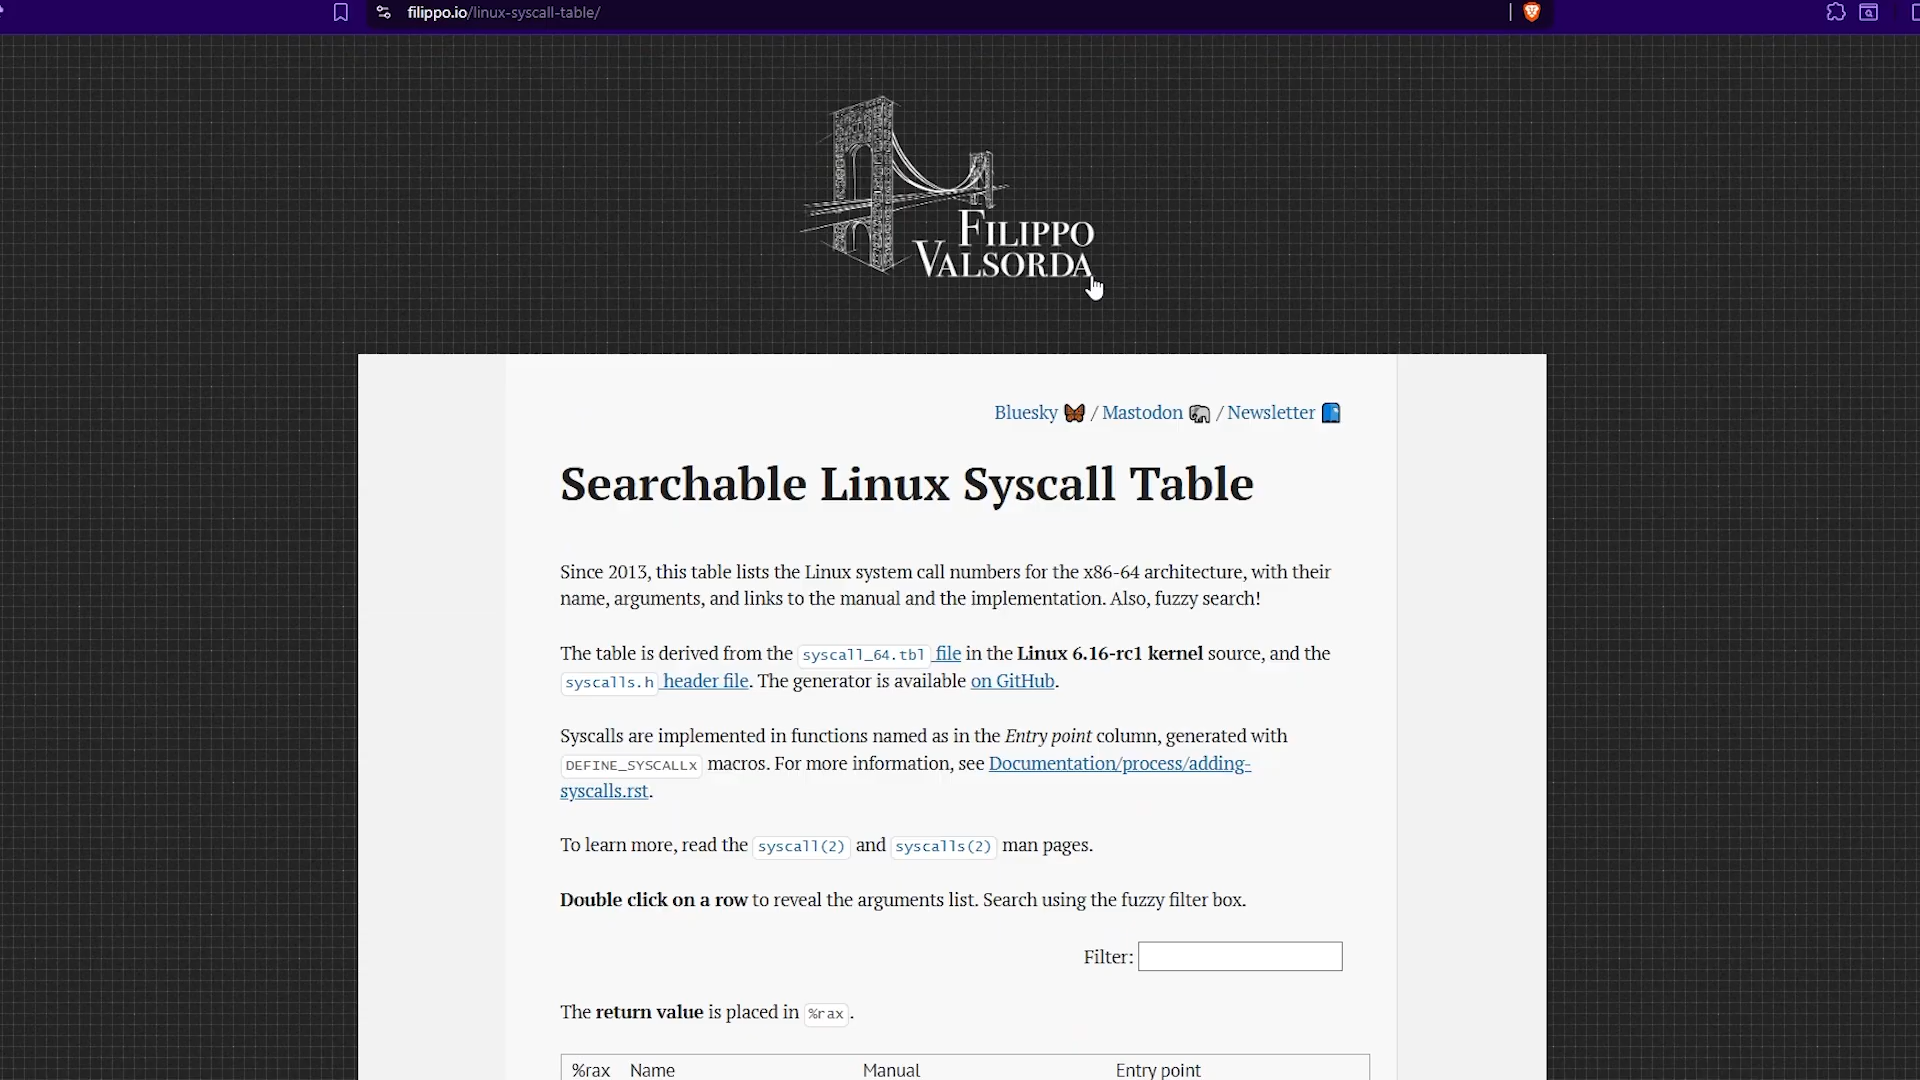 filippo.io/linux-syscall-table/
FILIPPO
VALSORDA
Bluesky 🦋 / Mastodon 🐘 / Newsletter 📘
Searchable Linux Syscall Table
Since 2013, this table lists the Linux system call numbers for the x86-64 architecture, with their
name, arguments, and links to the manual and the implementation. Also, fuzzy search!
The table is derived from the syscall_64.tbl file in the Linux 6.16-rc1 kernel source, and the
syscalls.h header file. The generator is available on GitHub.
Syscalls are implemented in functions named as in the Entry point column, generated with
DEFINE_SYSCALLx macros. For more information, see Documentation/process/adding-
syscalls.rst.
To learn more, read the syscall(2) and syscalls(2) man pages.
Double click on a row to reveal the arguments list. Search using the fuzzy filter box.
Filter:
The return value is placed in %rax.
%rax Name Manual Entry point